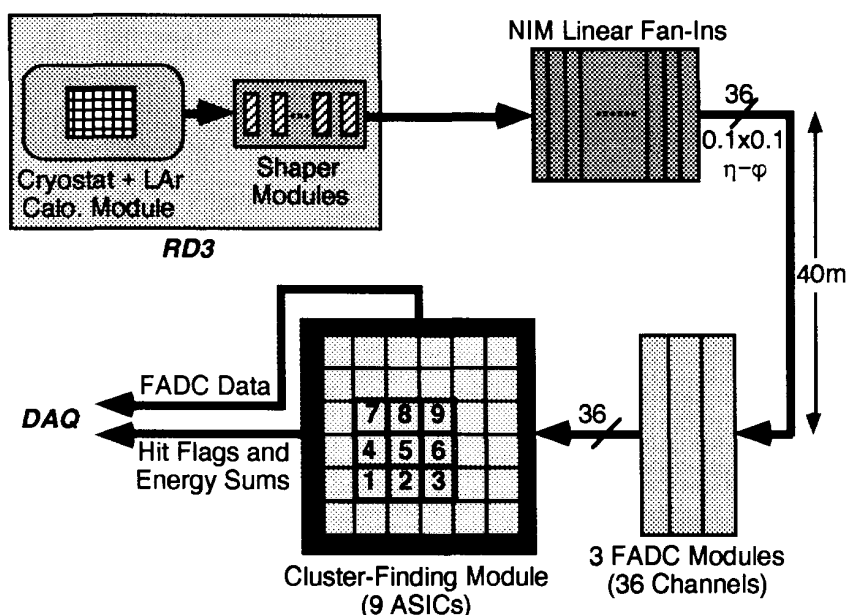 NIM Linear Fan-Ins
Cryostat + LAr
Calo. Module
Shaper
Modules
RD3
36
0.1x0.1
η–φ
40m
FADC Data
DAQ
Hit Flags and
Energy Sums
7 8 9
4 5 6
1 2 3
36
Cluster-Finding Module
(9 ASICs)
3 FADC Modules
(36 Channels)